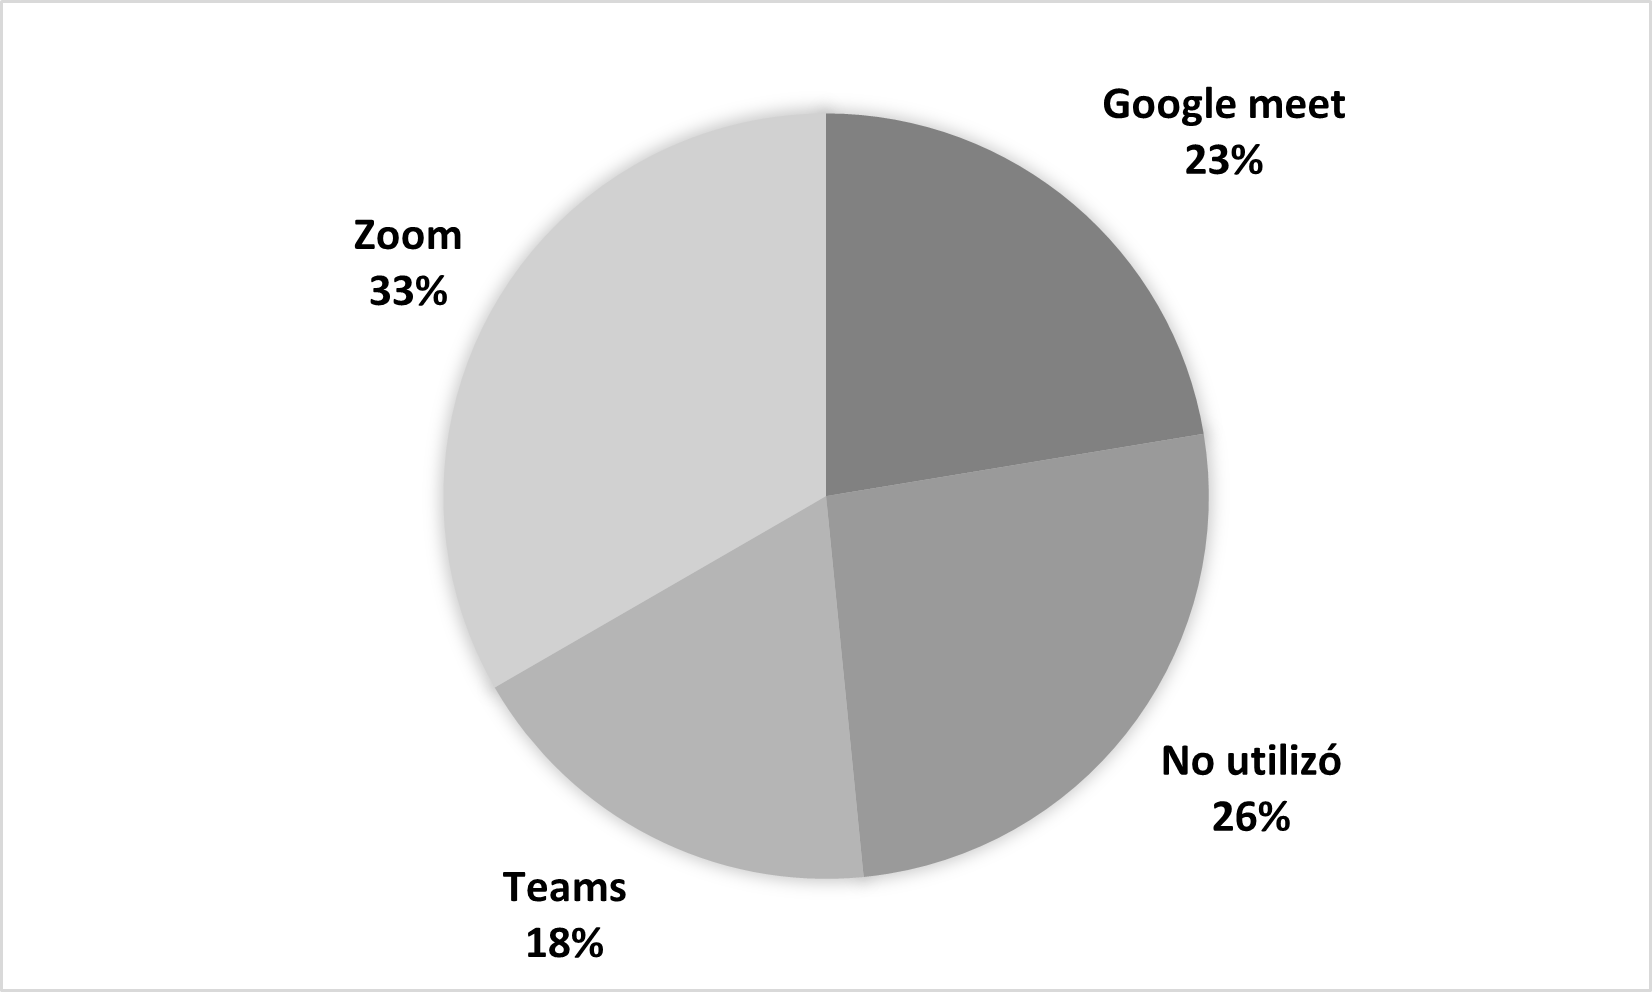 Google meet
23%
Zoom
33%
No utilizó
26%
Teams
18%